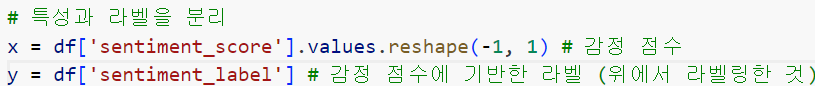 # 특성과 라벨을 분리
x = df['sentiment_score'].values.reshape(-1, 1) # 감정 점수
y = df['sentiment_label'] # 감정 점수에 기반한 라벨 (위에서 라벨링한 것)